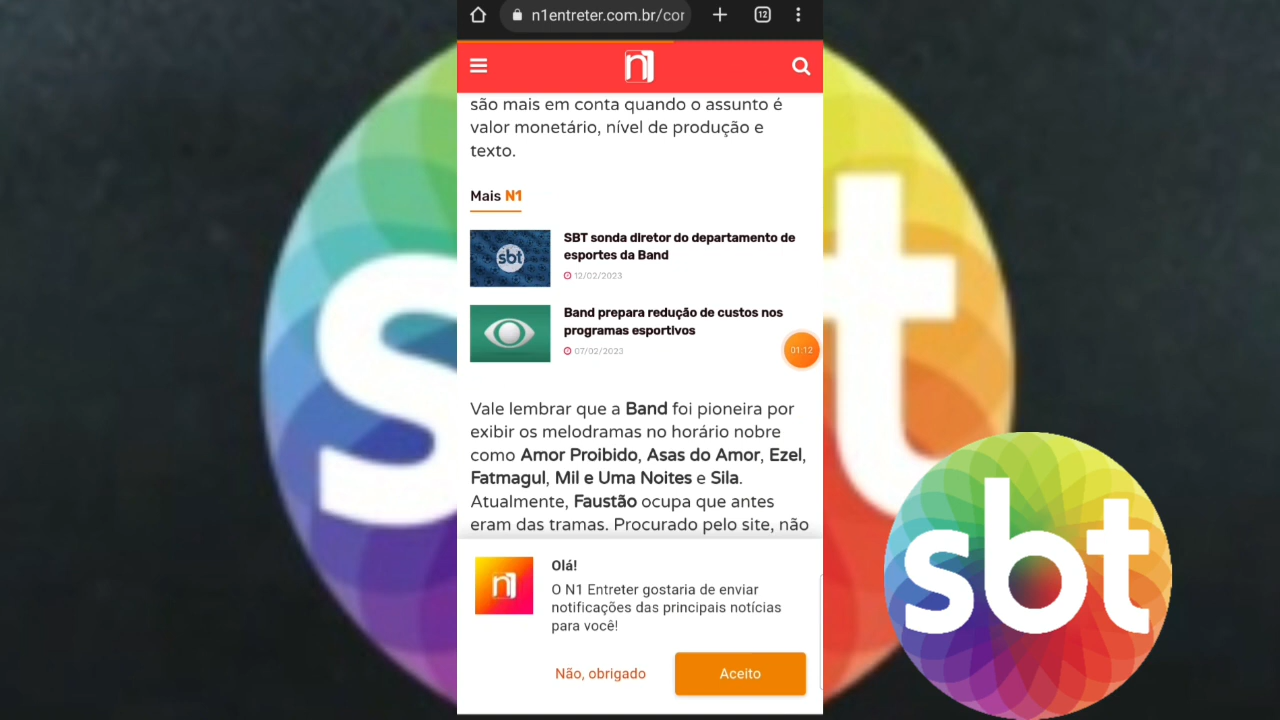 n1entreter.com.br/cor
12
n1
são mais em conta quando o assunto é
valor monetário, nível de produção e
texto.
Mais N1
sbt
SBT sonda diretor do departamento de
esportes da Band
12/02/2023
Band prepara redução de custos nos
programas esportivos
07/02/2023
01:12
Vale lembrar que a Band foi pioneira por
exibir os melodramas no horário nobre
como Amor Proibido, Asas do Amor, Ezel,
Fatmagul, Mil e Uma Noites e Sila.
Atualmente, Faustão ocupa que antes
eram das tramas. Procurado pelo site, não
n1
Olá!
O N1 Entreter gostaria de enviar
notificações das principais notícias
para você!
Não, obrigado
Aceito
s t
sbt